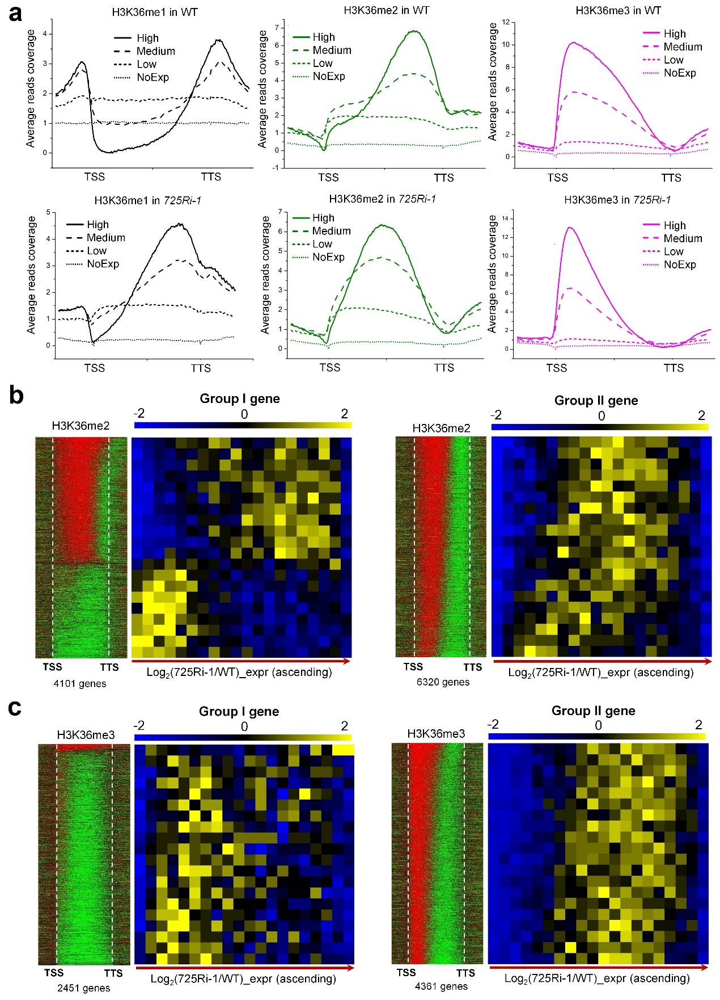 a
H3K36me1 in WT
Average reads coverage
4
3
2
1
0
High
Medium
Low
NoExp
TSS
TTS
H3K36me2 in WT
Average reads coverage
7
6
5
4
3
2
1
0
-1
High
Medium
Low
NoExp
TSS
TTS
H3K36me3 in WT
Average reads coverage
12
10
8
6
4
2
0
High
Medium
Low
NoExp
TSS
TTS
H3K36me1 in 725Ri-1
Average reads coverage
5
4
3
2
1
0
High
Medium
Low
NoExp
TSS
TTS
H3K36me2 in 725Ri-1
Average reads coverage
7
6
5
4
3
2
1
0
High
Medium
Low
NoExp
TSS
TTS
H3K36me3 in 725Ri-1
Average reads coverage
14
12
10
8
6
4
2
0
High
Medium
Low
NoExp
TSS
TTS
b
Group I gene
-2 0 2
H3K36me2
TSS TTS
4101 genes
Log2(725Ri-1/WT)_expr (ascending)
Group II gene
-2 0 2
H3K36me2
TSS TTS
6320 genes
Log2(725Ri-1/WT)_expr (ascending)
c
Group I gene
-2 0 2
H3K36me3
TSS TTS
2451 genes
Log2(725Ri-1/WT)_expr (ascending)
Group II gene
-2 0 2
H3K36me3
TSS TTS
4361 genes
Log2(725Ri-1/WT)_expr (ascending)